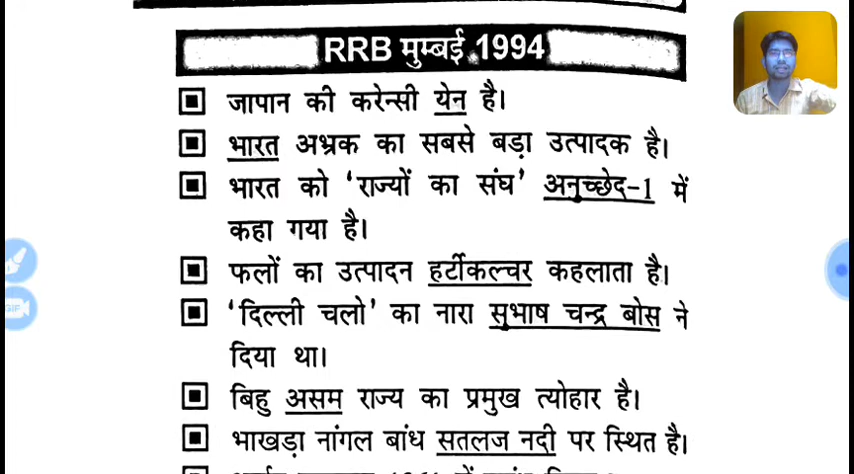 RRB मुम्बई 1994
जापान की करेन्सी येन है।
भारत अभ्रक का सबसे बड़ा उत्पादक है।
भारत को ‘राज्यों का संघ’ अनुच्छेद-1 में
कहा गया है।
फलों का उत्पादन हर्टीकल्चर कहलाता है।
‘दिल्ली चलो’ का नारा सुभाष चन्द्र बोस ने
दिया था।
बिहु असम राज्य का प्रमुख त्योहार है।
भाखड़ा नांगल बांध सतलज नदी पर स्थित है।
GIF